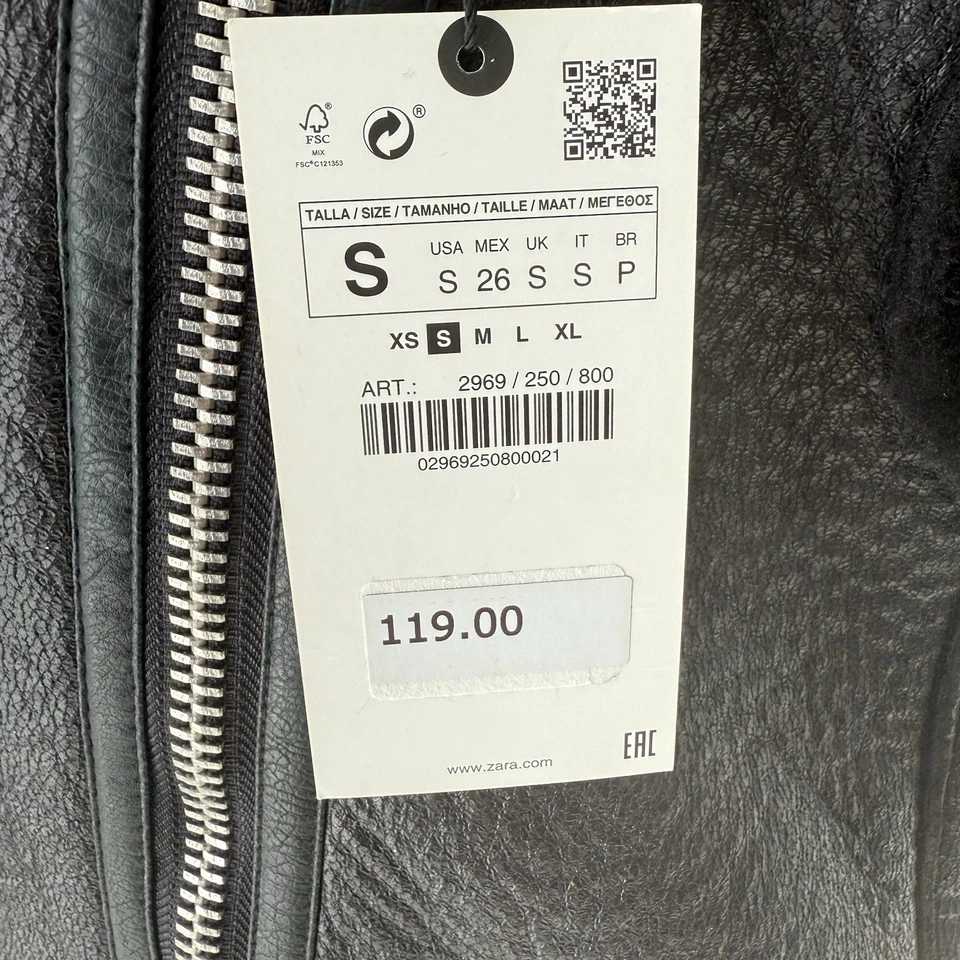 FSC®
MIX
FSC® C121353
®
TALLA / SIZE / TAMANHO / TAILLE / MAAT / ΜΕΓΕΘΟΣ
S
USA MEX UK IT BR
S 26 S S P
XS S M L XL
ART.: 2969 / 250 / 800
02969250800021
119.00
www.zara.com
EAC